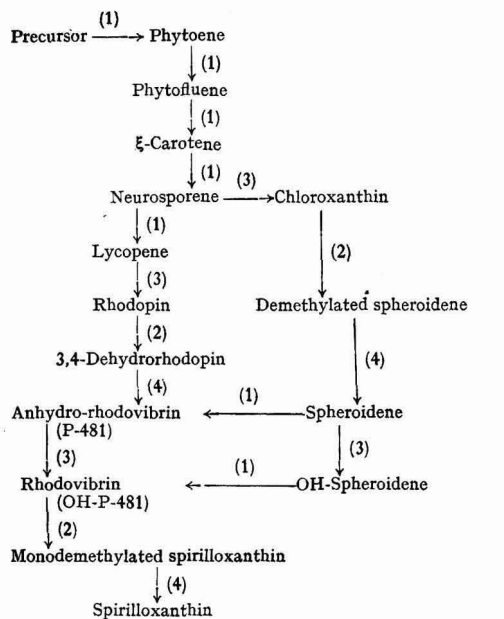 (1)
Precursor Phytoene
(1)
Phytofluene
(1)
ξ-Carotene
(1)
Neurosporene (3) Chloroxanthin
(1) (2)
Lycopene
(3)
Rhodopin Demethylated spheroidene
(2)
3,4-Dehydrorhodopin (4)
(4)
Anhydro-rhodovibrin (1) Spheroidene
(P-481)
(3) (3)
Rhodovibrin (1) OH-Spheroidene
(OH-P-481)
(2)
Monodemethylated spirilloxanthin
(4)
Spirilloxanthin